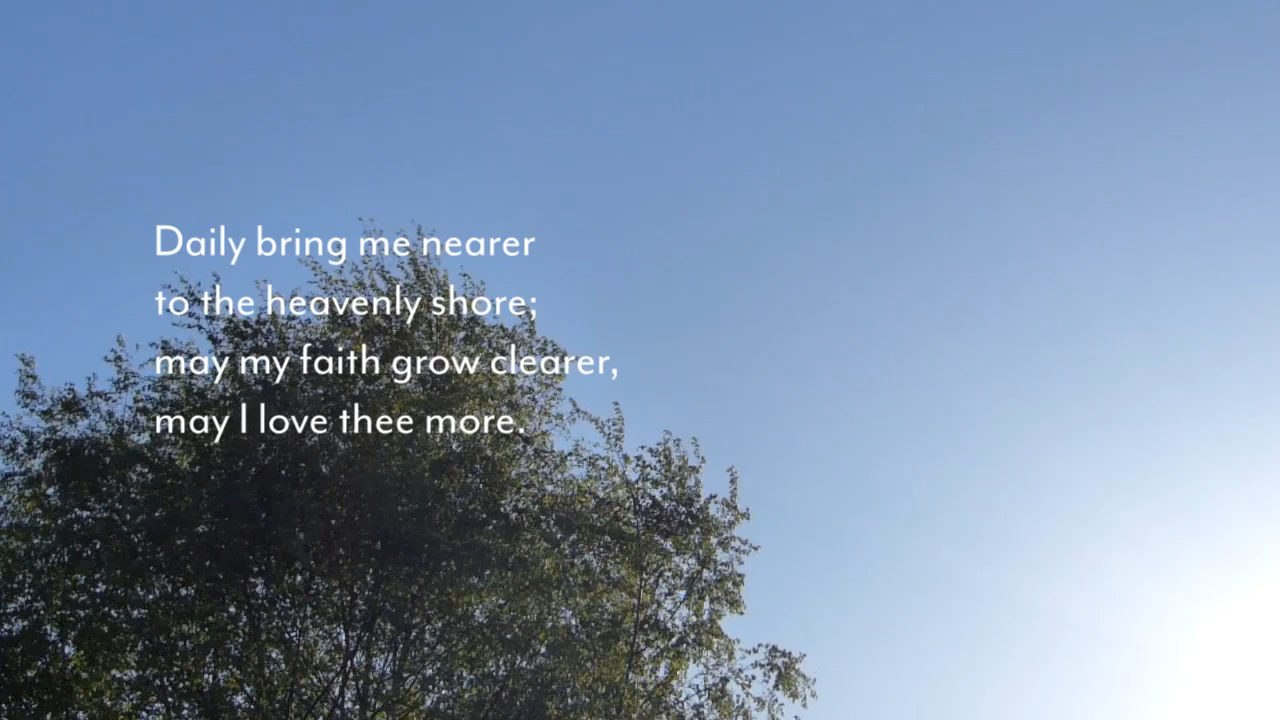 Daily bring me nearer
to the heavenly shore;
may my faith grow clearer,
may I love thee more.